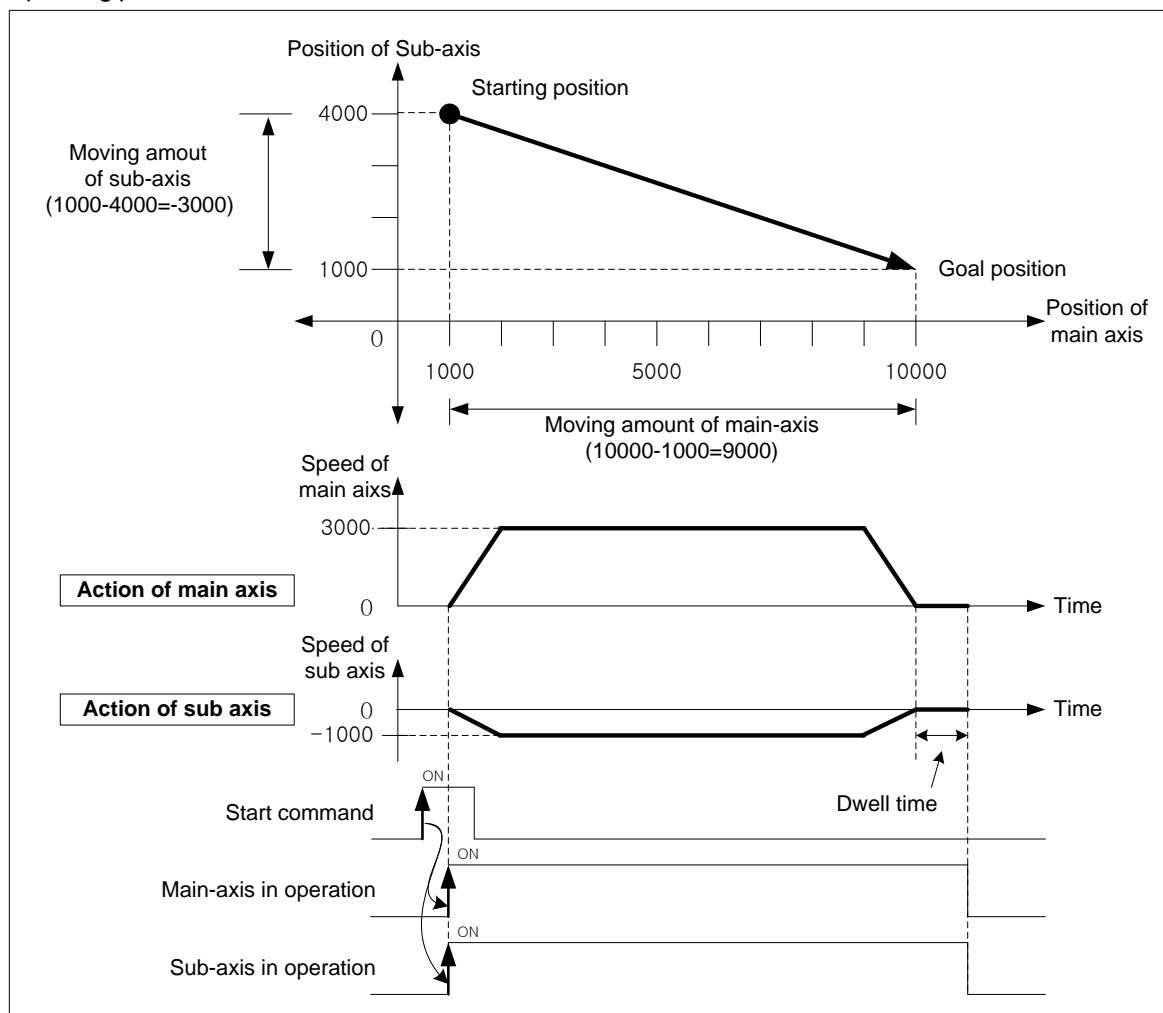 Position of Sub-axis
Starting position
4000
Moving amout
of sub-axis
(1000-4000=-3000)
1000
Goal position
Position of
main axis
0
1000
5000
10000
Moving amount of main-axis
(10000-1000=9000)
Speed of
main aixs
3000
Action of main axis
0
Time
Speed of
sub axis
Action of sub axis
0
Time
-1000
ON
Dwell time
Start command
ON
Main-axis in operation
ON
Sub-axis in operation